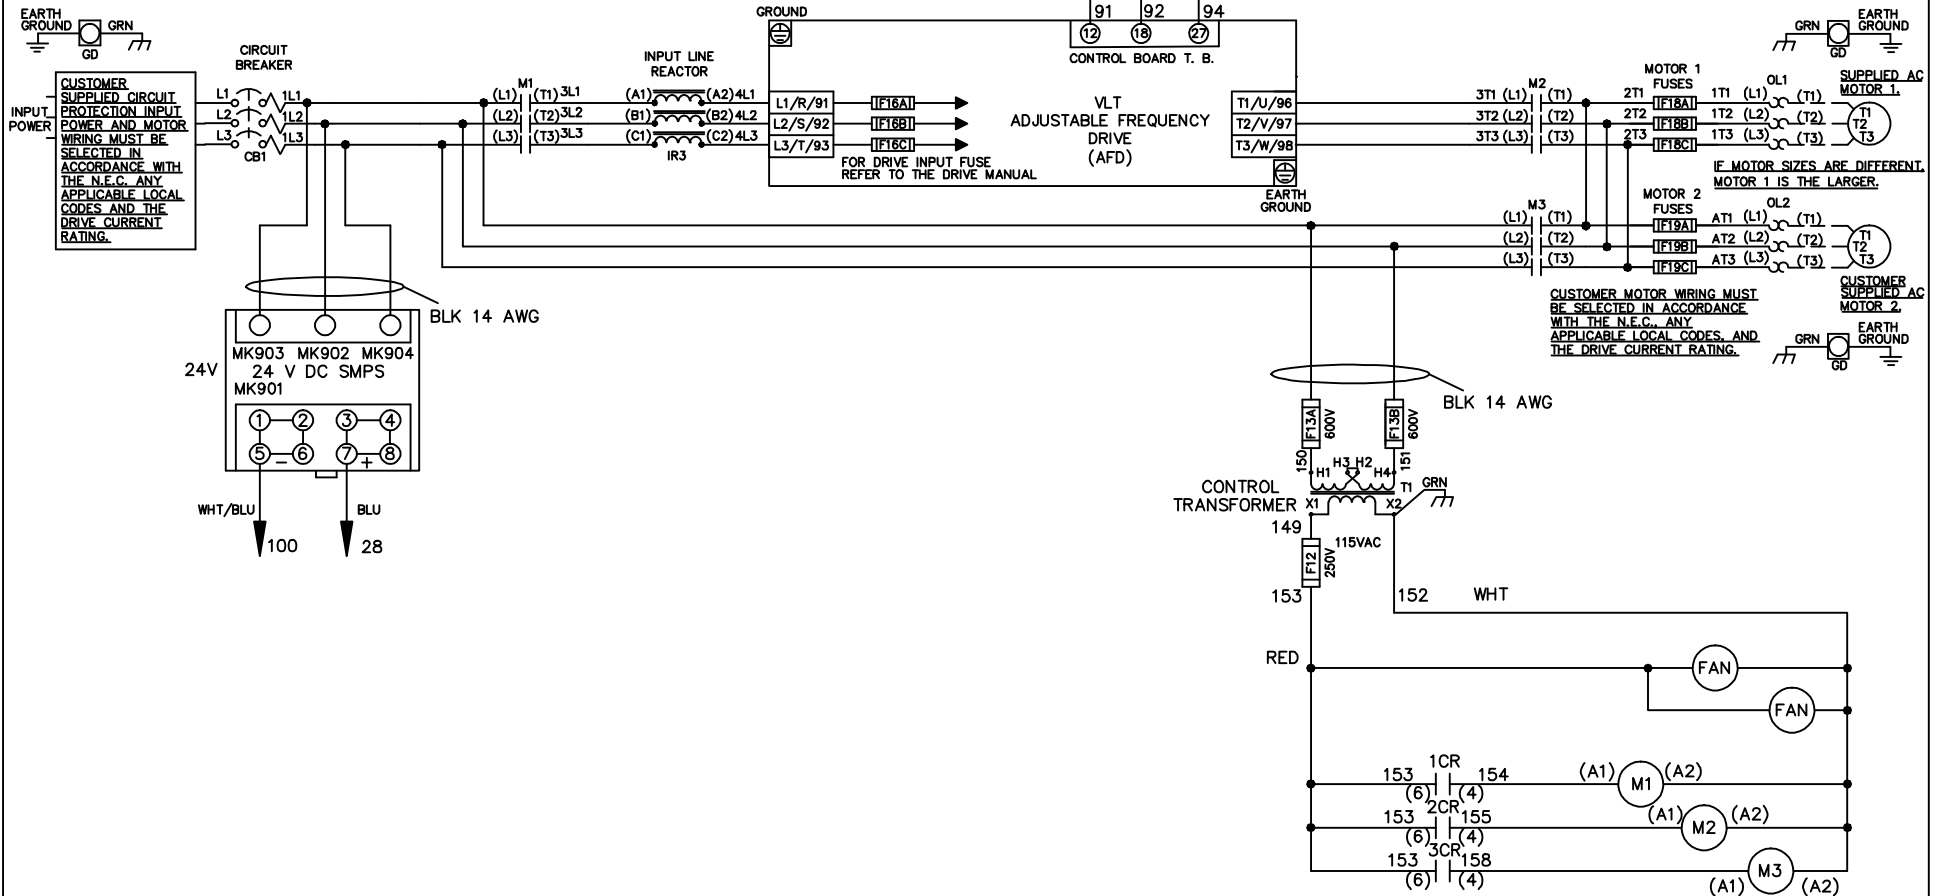 EARTH
GROUND
GRN
GD
CIRCUIT
BREAKER
INPUT
POWER
CUSTOMER
SUPPLIED CIRCUIT
PROTECTION INPUT
POWER AND MOTOR
WIRING MUST BE
SELECTED IN
ACCORDANCE WITH
THE N.E.C. ANY
APPLICABLE LOCAL
CODES AND THE
DRIVE CURRENT
RATING.
L1 1L1
L2 1L2
L3 1L3
CB1
M1
(L1) (T1) 3L1
(L2) (T2) 3L2
(L3) (T3) 3L3
INPUT LINE
REACTOR
(A1) (A2) 4L1
(B1) (B2) 4L2
(C1) (C2) 4L3
IR3
GROUND
91 92 94
12 18 27
CONTROL BOARD T. B.
L1/R/91 F16A
L2/S/92 F16B
L3/T/93 F16C
FOR DRIVE INPUT FUSE
REFER TO THE DRIVE MANUAL
VLT
ADJUSTABLE FREQUENCY
DRIVE
(AFD)
T1/U/96
T2/V/97
T3/W/98
EARTH
GROUND
M2
3T1 (L1) (T1)
3T2 (L2) (T2)
3T3 (L3) (T3)
MOTOR 1
FUSES
2T1 F18A 1T1 (L1) (T1)
2T2 F18B 1T2 (L2) (T2)
2T3 F18C 1T3 (L3) (T3)
OL1
GRN
GD
EARTH
GROUND
SUPPLIED AC
MOTOR 1.
T1
T2
T3
IF MOTOR SIZES ARE DIFFERENT,
MOTOR 1 IS THE LARGER.
M3
(L1) (T1)
(L2) (T2)
(L3) (T3)
MOTOR 2
FUSES
F19A AT1 (L1) (T1)
F19B AT2 (L2) (T2)
F19C AT3 (L3) (T3)
OL2
T1
T2
T3
CUSTOMER
SUPPLIED AC
MOTOR 2.
CUSTOMER MOTOR WIRING MUST
BE SELECTED IN ACCORDANCE
WITH THE N.E.C., ANY
APPLICABLE LOCAL CODES, AND
THE DRIVE CURRENT RATING.
GRN
GD
EARTH
GROUND
BLK 14 AWG
MK903 MK902 MK904
24V
24 V DC SMPS
MK901
1 2 3 4
5 6 7 8
- +
WHT/BLU
BLU
100
28
BLK 14 AWG
F13A
600V
F13B
600V
150
151
H1 H3 H2 H4
T1
GRN
CONTROL
TRANSFORMER
X1 X2
149
115VAC
F12
250V
153
152
WHT
RED
FAN
FAN
1CR
153 154 (A1) M1 (A2)
(6) (4)
2CR
153 155 (A1) M2 (A2)
(6) (4)
3CR
153 158 M3
(6) (4) (A1) (A2)